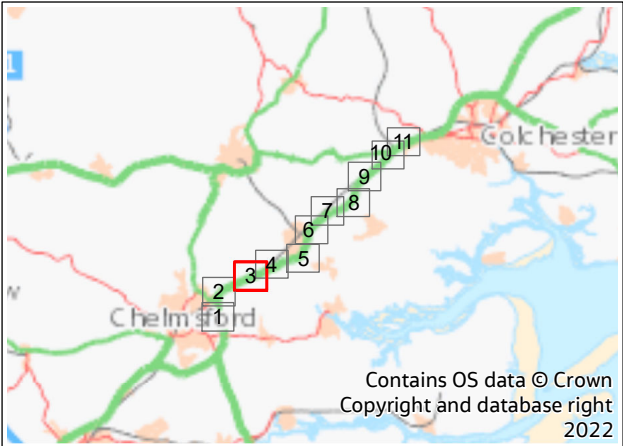 1
Colchester
11
10
9
8
7
6
5
4
3
2
1
Chelmsford
w
Contains OS data © Crown
Copyright and database right
2022